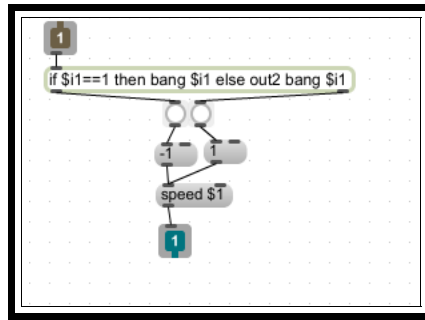 1
if $i1==1 then bang $i1 else out2 bang $i1
-1 1
speed $1
1